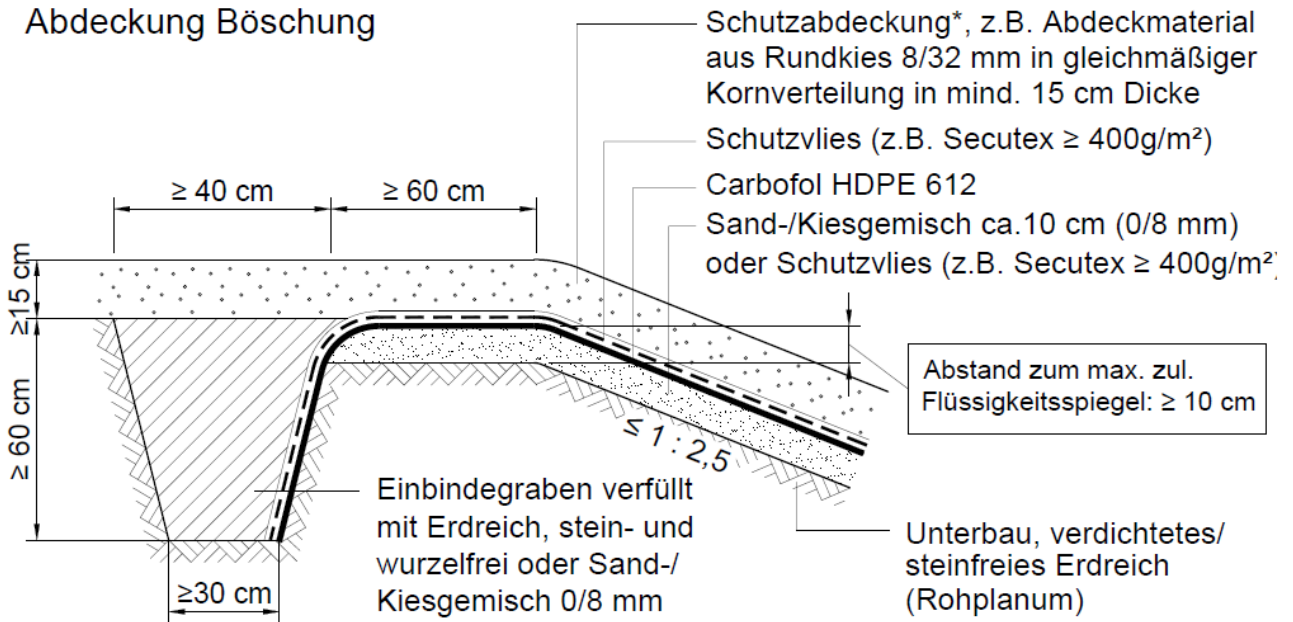 Abdeckung Böschung
Schutzabdeckung*, z.B. Abdeckmaterial
aus Rundkies 8/32 mm in gleichmäßiger
Kornverteilung in mind. 15 cm Dicke
Schutzvlies (z.B. Secutex ≥ 400g/m²)
Carbofol HDPE 612
Sand-/Kiesgemisch ca.10 cm (0/8 mm)
oder Schutzvlies (z.B. Secutex ≥ 400g/m²)
≥ 40 cm
≥ 60 cm
≥15 cm
≥ 60 cm
≥30 cm
≤ 1 : 2,5
Abstand zum max. zul.
Flüssigkeitsspiegel: ≥ 10 cm
Einbindegraben verfüllt
mit Erdreich, stein- und
wurzelfrei oder Sand-/
Kiesgemisch 0/8 mm
Unterbau, verdichtetes/
steinfreies Erdreich
(Rohplanum)